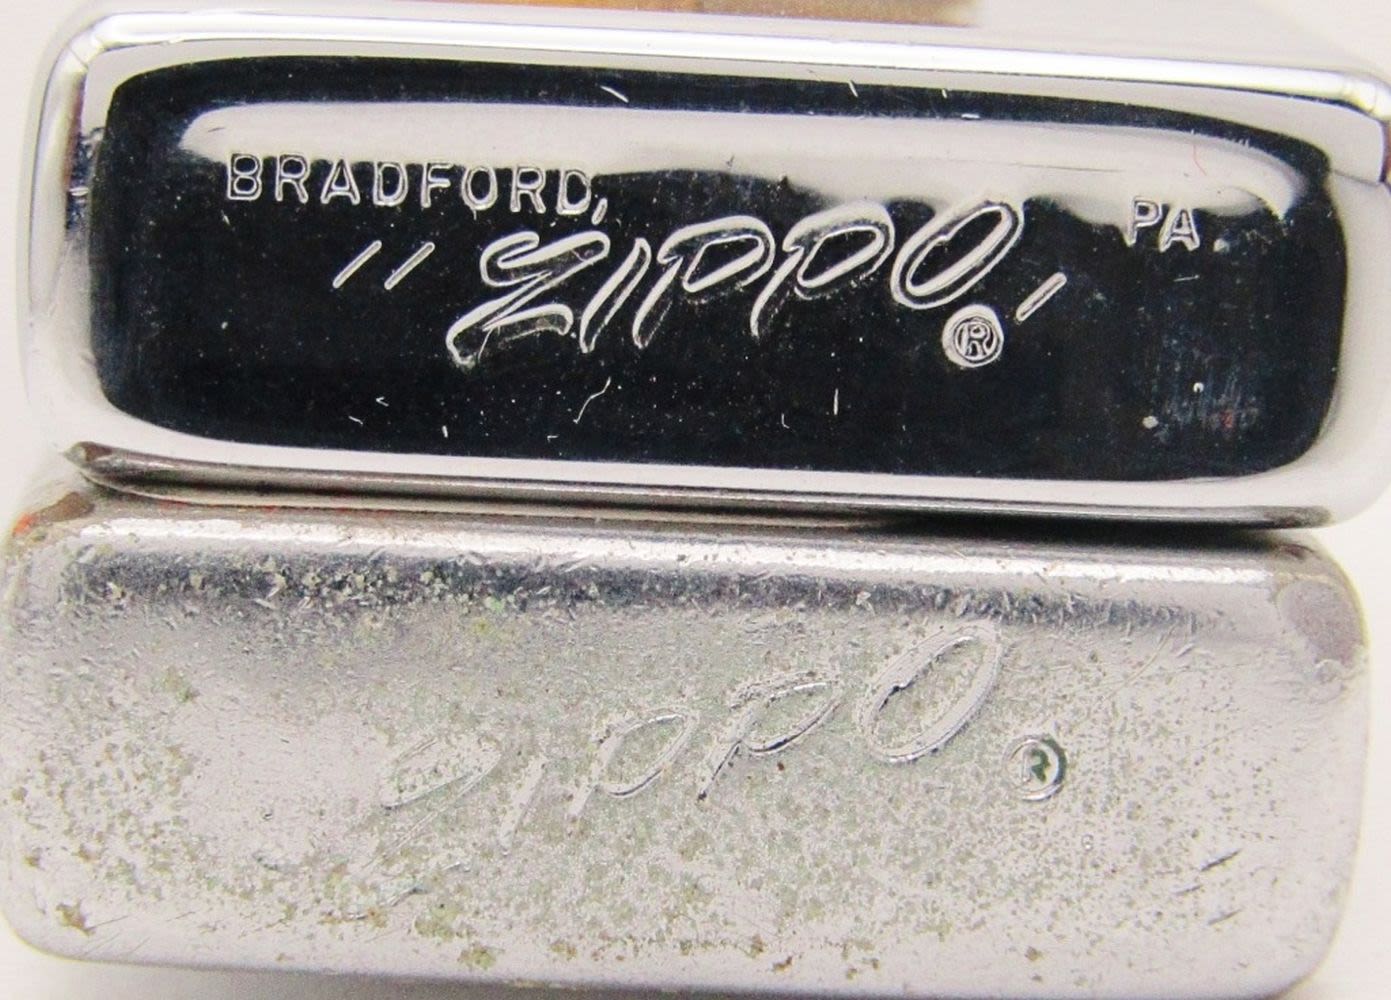 BRADFORD, PA.
// Zippo ® /
Zippo ®